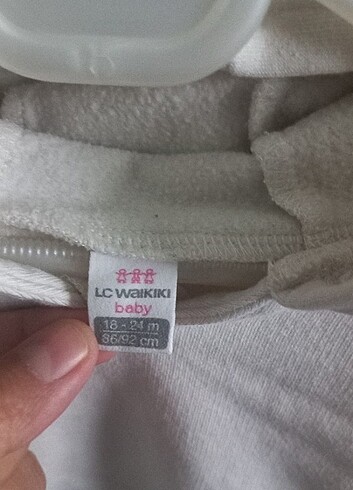 LC WAIKIKI
baby
18 - 24 m
86/92 cm